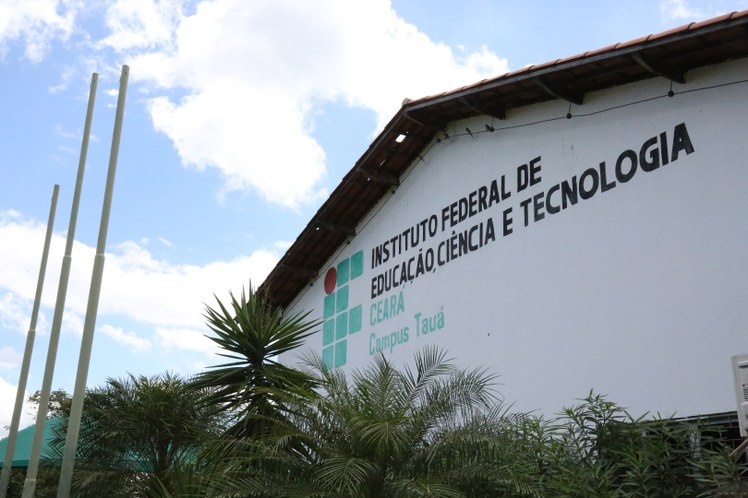 INSTITUTO FEDERAL DE
EDUCAÇÃO, CIÊNCIA E TECNOLOGIA
CEARÁ
Campus Tauá